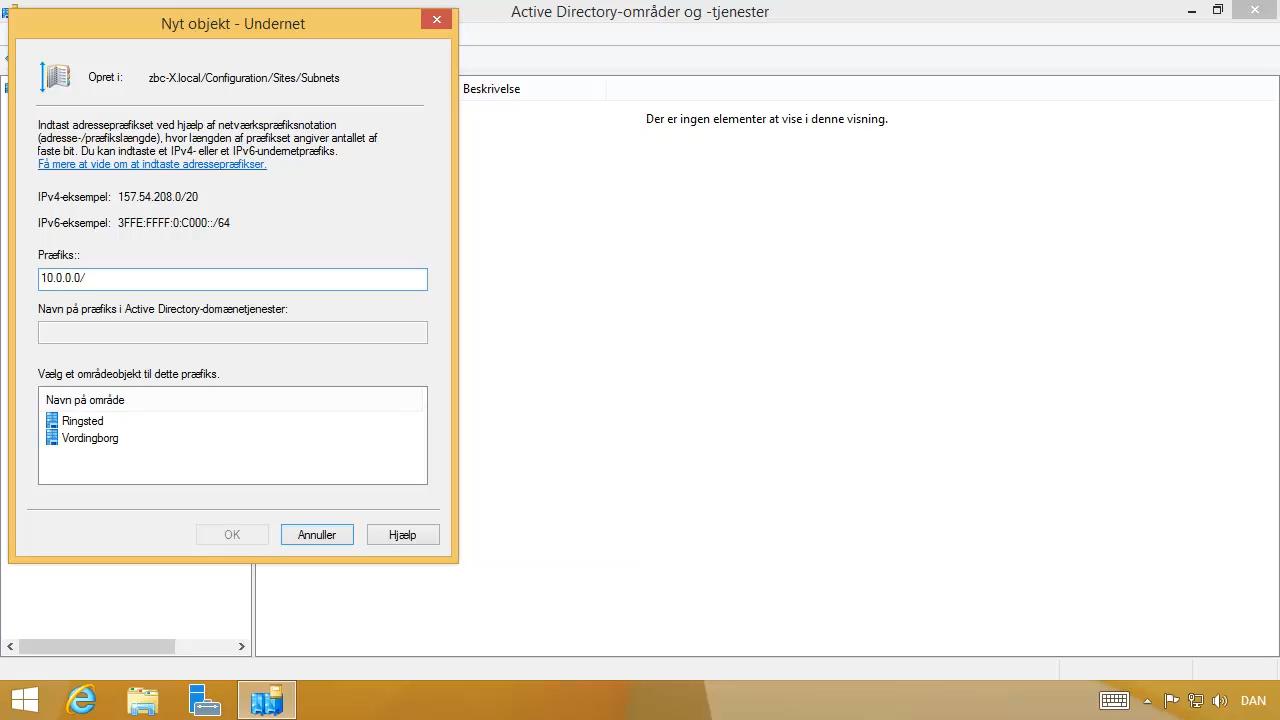 Nyt objekt - Undernet
Active Directory-områder og -tjenester
Opret i: zbc-X.local/Configuration/Sites/Subnets
Indtast adressepræfikset ved hjælp af netværkspræfiksnotation
(adresse-/præfikslængde), hvor længden af præfikset angiver antallet af
faste bit. Du kan indtaste et IPv4- eller et IPv6-undernetpræfiks.
Få mere at vide om at indtaste adressepræfikser.
IPv4-eksempel: 157.54.208.0/20
IPv6-eksempel: 3FFE:FFFF:0:C000::/64
Præfiks::
10.0.0.0/
Navn på præfiks i Active Directory-domænetjenester:
Vælg et områdeobjekt til dette præfiks.
Navn på område
Ringsted
Vordingborg
OK Annuller Hjælp
Beskrivelse
Der er ingen elementer at vise i denne visning.
DAN